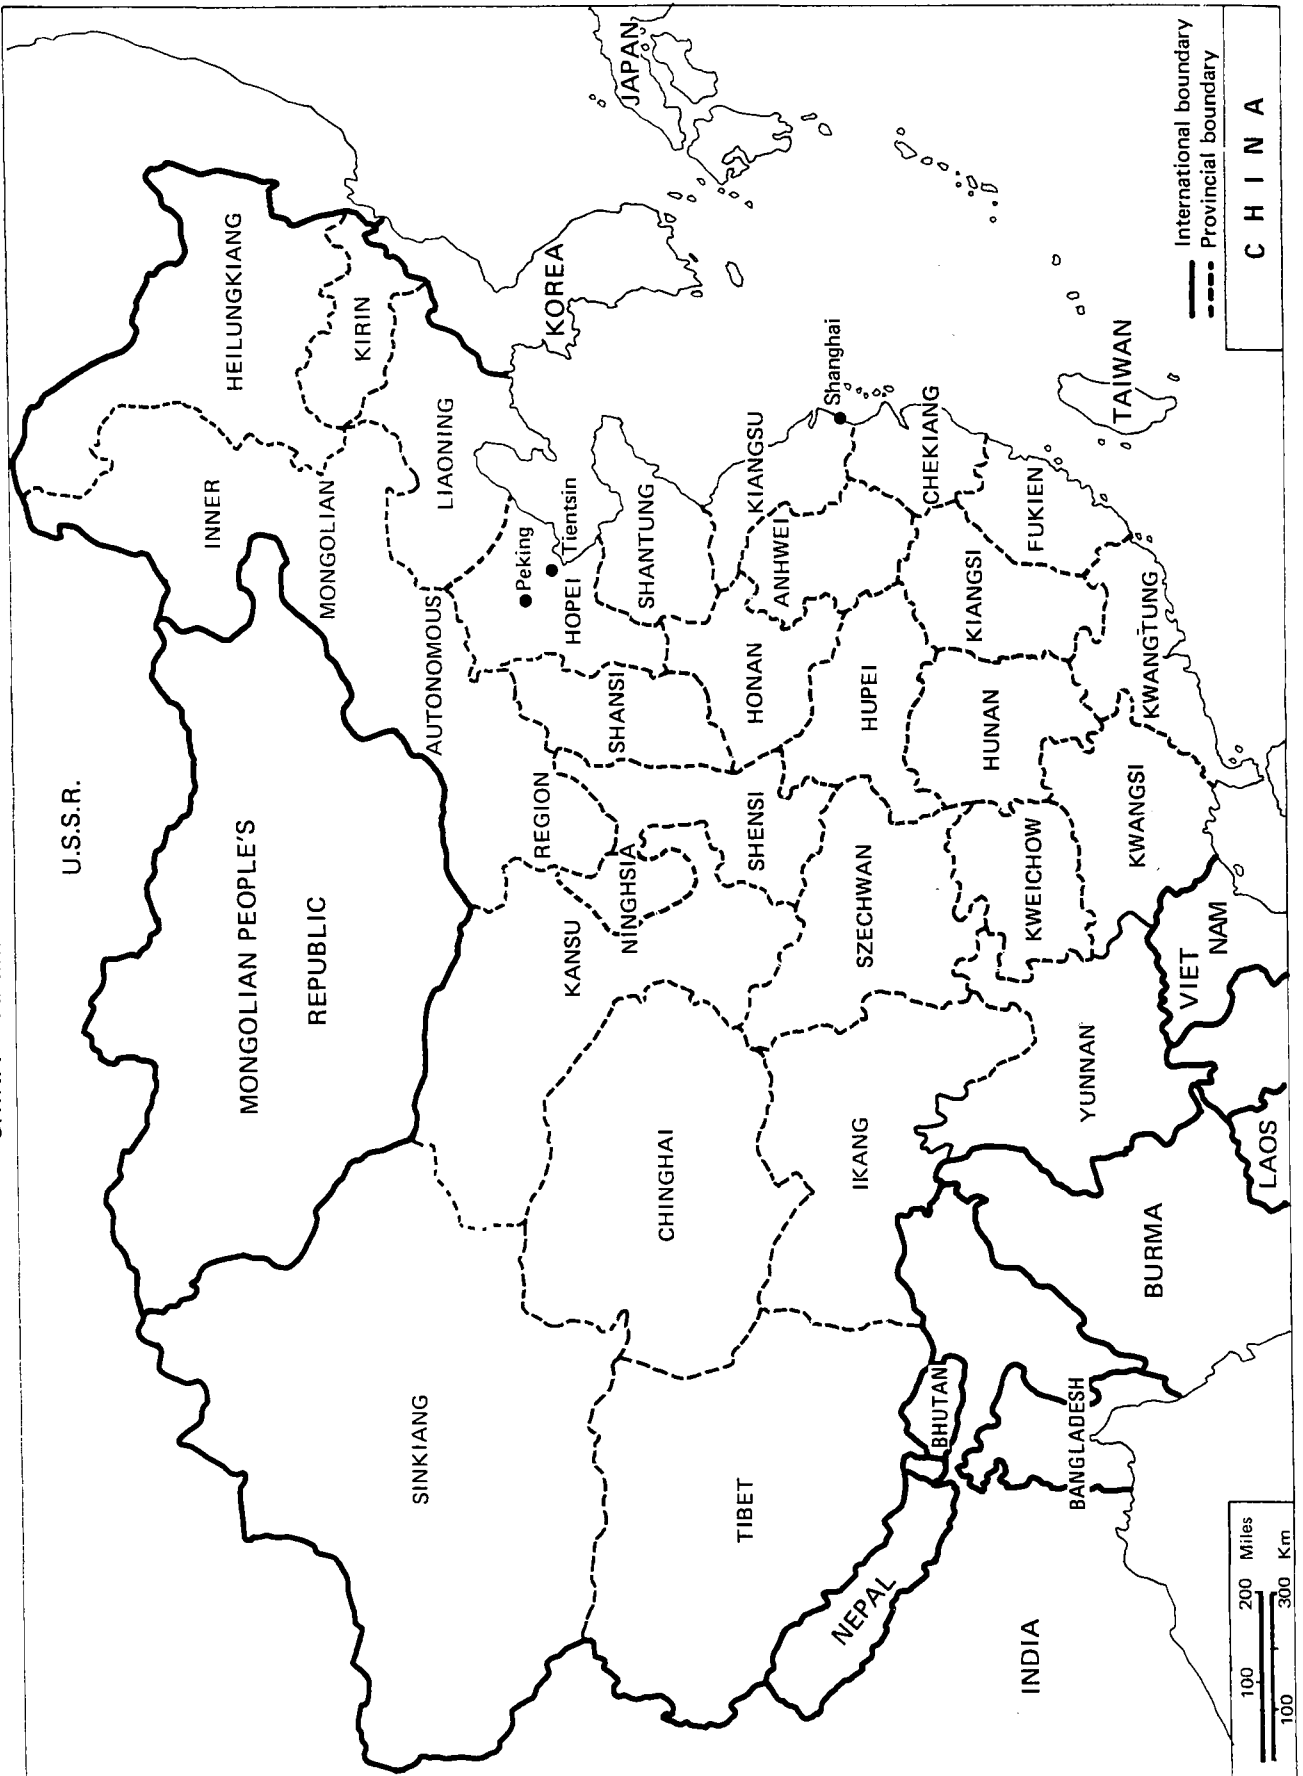 U.S.S.R.
MONGOLIAN PEOPLE'S
REPUBLIC
HEILUNGKIANG
INNER
MONGOLIAN
AUTONOMOUS
REGION
KIRIN
LIAONING
JAPAN
KOREA
SINKIANG
KANSU
NINGHSIA
SHANSI
HOPEI
Peking
Tientsin
SHANTUNG
CHINGHAI
SHENSI
HONAN
KIANGSU
ANHWEI
Shanghai
TIBET
IKANG
SZECHWAN
HUPEI
CHEKIANG
NEPAL
BHUTAN
KWEICHOW
HUNAN
KIANGSI
FUKIEN
TAIWAN
INDIA
BANGLADESH
BURMA
YUNNAN
KWANGSI
KWANGTUNG
VIET
NAM
LAOS
100 200 Miles
100 300 Km
International boundary
Provincial boundary
CHINA